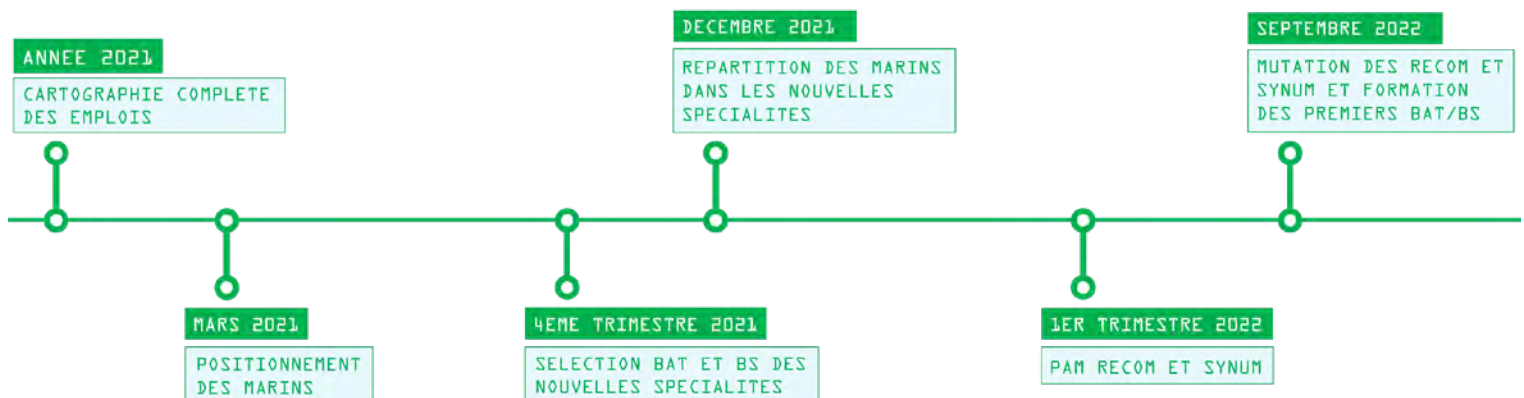 ANNEE 2021
CARTOGRAPHIE COMPLETE
DES EMPLOIS
MARS 2021
POSITIONNEMENT
DES MARINS
4EME TRIMESTRE 2021
SELECTION BAT ET BS DES
NOUVELLES SPECIALITES
DECEMBRE 2021
REPARTITION DES MARINS
DANS LES NOUVELLES
SPECIALITES
1ER TRIMESTRE 2022
PAM RECOM ET SYNUM
SEPTEMBRE 2022
MUTATION DES RECOM ET
SYNUM ET FORMATION
DES PREMIERS BAT/BS